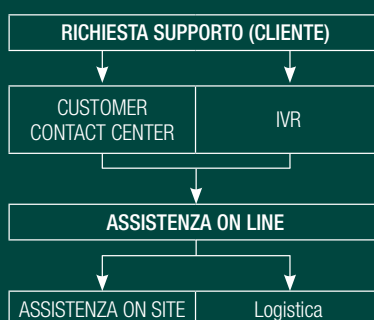 RICHIESTA SUPPORTO (CLIENTE)
CUSTOMER
CONTACT CENTER
IVR
ASSISTENZA ON LINE
ASSISTENZA ON SITE
Logistica